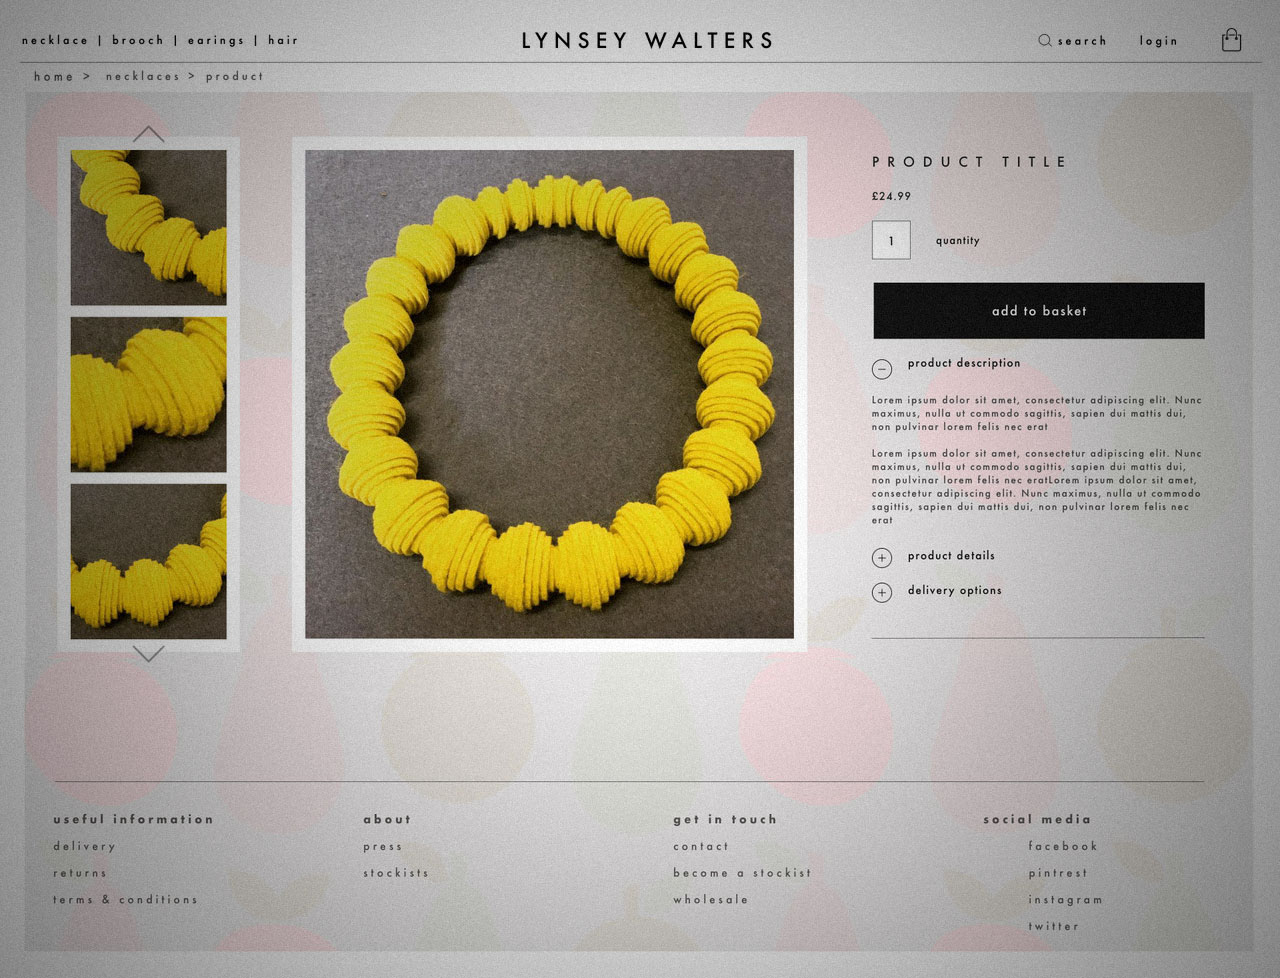 necklace | brooch | earings | hair
LYNSEY WALTERS
search login
home > necklaces > product
PRODUCT TITLE
£24.99
1 quantity
add to basket
product description
Lorem ipsum dolor sit amet, consectetur adipiscing elit. Nunc
maximus, nulla ut commodo sagittis, sapien dui mattis dui,
non pulvinar lorem felis nec erat
Lorem ipsum dolor sit amet, consectetur adipiscing elit. Nunc
maximus, nulla ut commodo sagittis, sapien dui mattis dui,
non pulvinar lorem felis nec eratLorem ipsum dolor sit amet,
consectetur adipiscing elit. Nunc maximus, nulla ut commodo
sagittis, sapien dui mattis dui, non pulvinar lorem felis nec
erat
product details
delivery options
useful information
delivery
returns
terms & conditions
about
press
stockists
get in touch
contact
become a stockist
wholesale
social media
facebook
pintrest
instagram
twitter